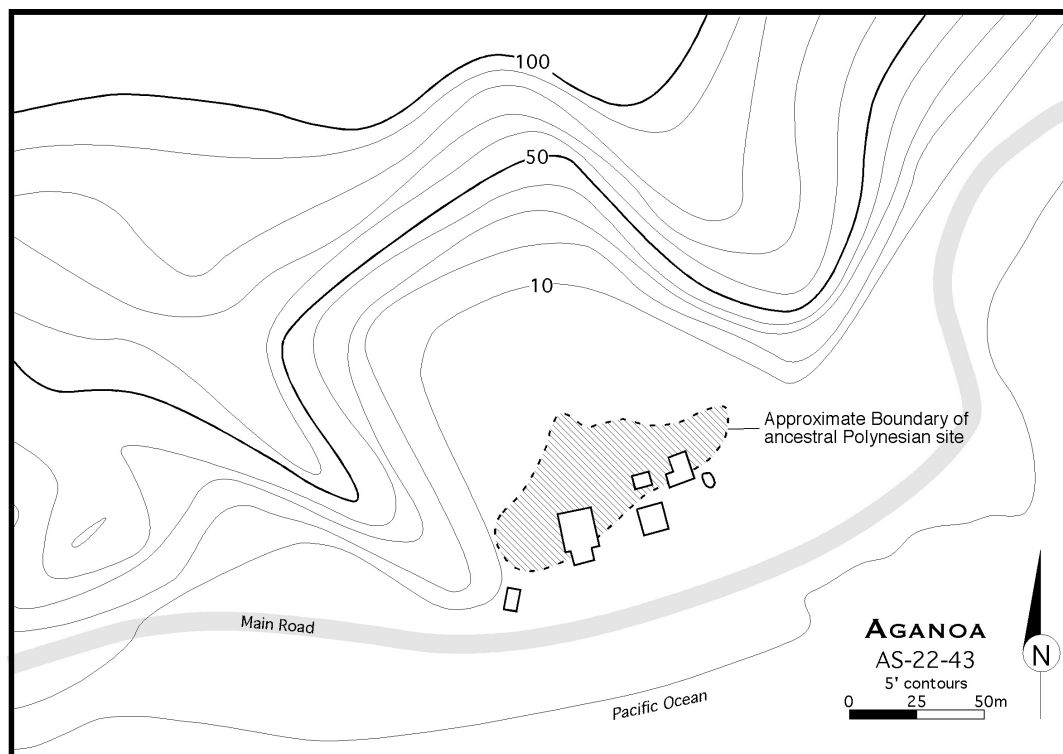 100
50
10
Approximate Boundary of
ancestral Polynesian site
Main Road
Pacific Ocean
AGANOA
AS-22-43
5' contours
0 25 50m
N